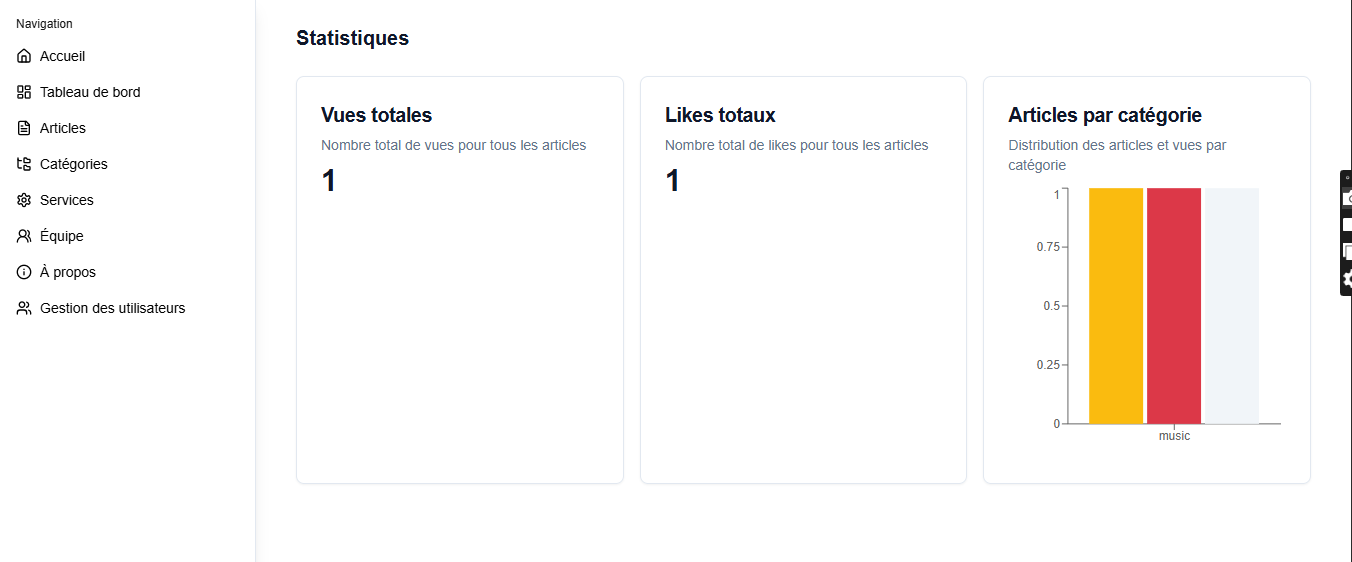 Navigation
Accueil
Tableau de bord
Articles
Catégories
Services
Équipe
À propos
Gestion des utilisateurs
Statistiques
Vues totales
Nombre total de vues pour tous les articles
1
Likes totaux
Nombre total de likes pour tous les articles
1
Articles par catégorie
Distribution des articles et vues par
catégorie
1
0.75
0.5
0.25
0
music